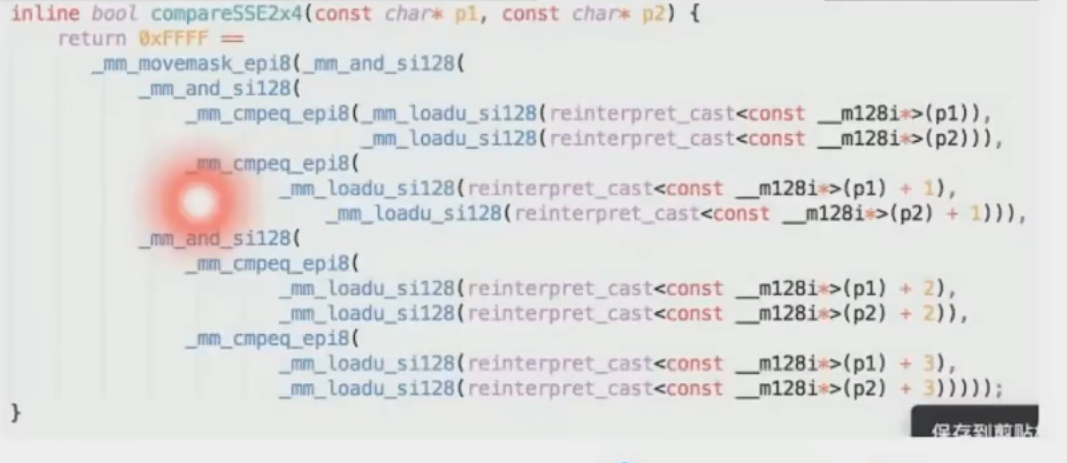 inline bool compareSSE2x4(const char* p1, const char* p2) {
    return 0xFFFF ==
        _mm_movemask_epi8(_mm_and_si128(
            _mm_and_si128(
                _mm_cmpeq_epi8(_mm_loadu_si128(reinterpret_cast<const __m128i*>(p1)),
                               _mm_loadu_si128(reinterpret_cast<const __m128i*>(p2))),
                _mm_cmpeq_epi8(
                        _mm_loadu_si128(reinterpret_cast<const __m128i*>(p1) + 1),
                            _mm_loadu_si128(reinterpret_cast<const __m128i*>(p2) + 1))),
            _mm_and_si128(
                _mm_cmpeq_epi8(
                        _mm_loadu_si128(reinterpret_cast<const __m128i*>(p1) + 2),
                        _mm_loadu_si128(reinterpret_cast<const __m128i*>(p2) + 2)),
                _mm_cmpeq_epi8(
                        _mm_loadu_si128(reinterpret_cast<const __m128i*>(p1) + 3),
                        _mm_loadu_si128(reinterpret_cast<const __m128i*>(p2) + 3)))));
}
保存到剪贴